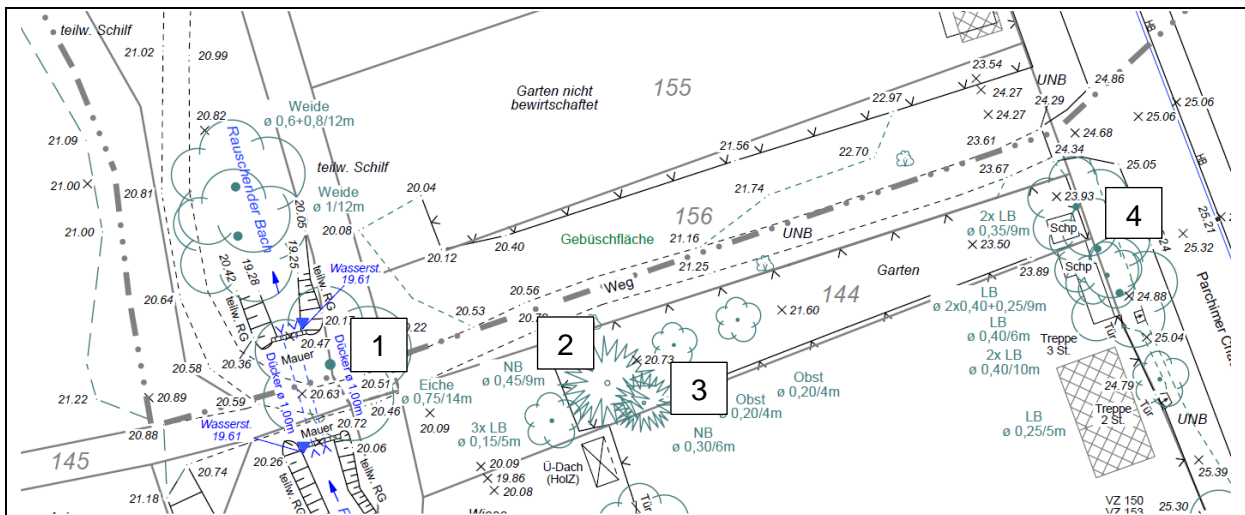 teilw. Schilf
21.02
20.99
Weide
ø 0,6+0,8/12m
20.82
21.09
Rauschender Bach
teilw. Schilf
21.00
20.81
Weide
ø 1/12m
20.05
20.08
20.04
21.00
19.25
20.12
20.40
19.28
20.42
teilw. RG
teilw. RG
Wasserst.
19.61
20.64
Garten nicht
bewirtschaftet
155
23.54
UNB
24.86
24.27
24.29
24.27
22.97
21.56
22.70
23.61
23.67
24.68
25.06
25.06
HB
HB
24.34
25.05
21.74
156
UNB
Gebüschfläche
21.16
21.25
23.93
4
2x LB
ø 0,35/9m
23.50
Schp
25.21
25.32
Schp
23.89
Garten
144
Weg
20.56
20.53
21.60
LB
ø 2x0,40+0,25/9m
24.88
LB
ø 0,40/6m
Tür
25.04
Treppe
3 St.
2x LB
ø 0,40/10m
Parchimer
1
2
3
20.47
Mauer
20.36
20.58
Dücker ø 1.00m
Dücker ø 1.00m
20.51
20.63
20.59
20.46
Eiche
ø 0,75/14m
20.09
NB
ø 0,45/9m
20.73
Obst
ø 0,20/4m
Obst
ø 0,20/4m
NB
ø 0,30/6m
3x LB
ø 0,15/5m
21.22
20.89
20.88
Wasserst.
19.61
20.72
Mauer
20.06
20.26
teilw. RG
teilw. RG
145
20.74
21.18
20.09
19.86
20.08
Ü-Dach
(HolZ)
Tür
Wiese
24.79
Tür
Treppe
2 St.
UNB
LB
ø 0,25/5m
25.39
25.30
VZ 150
VZ 153